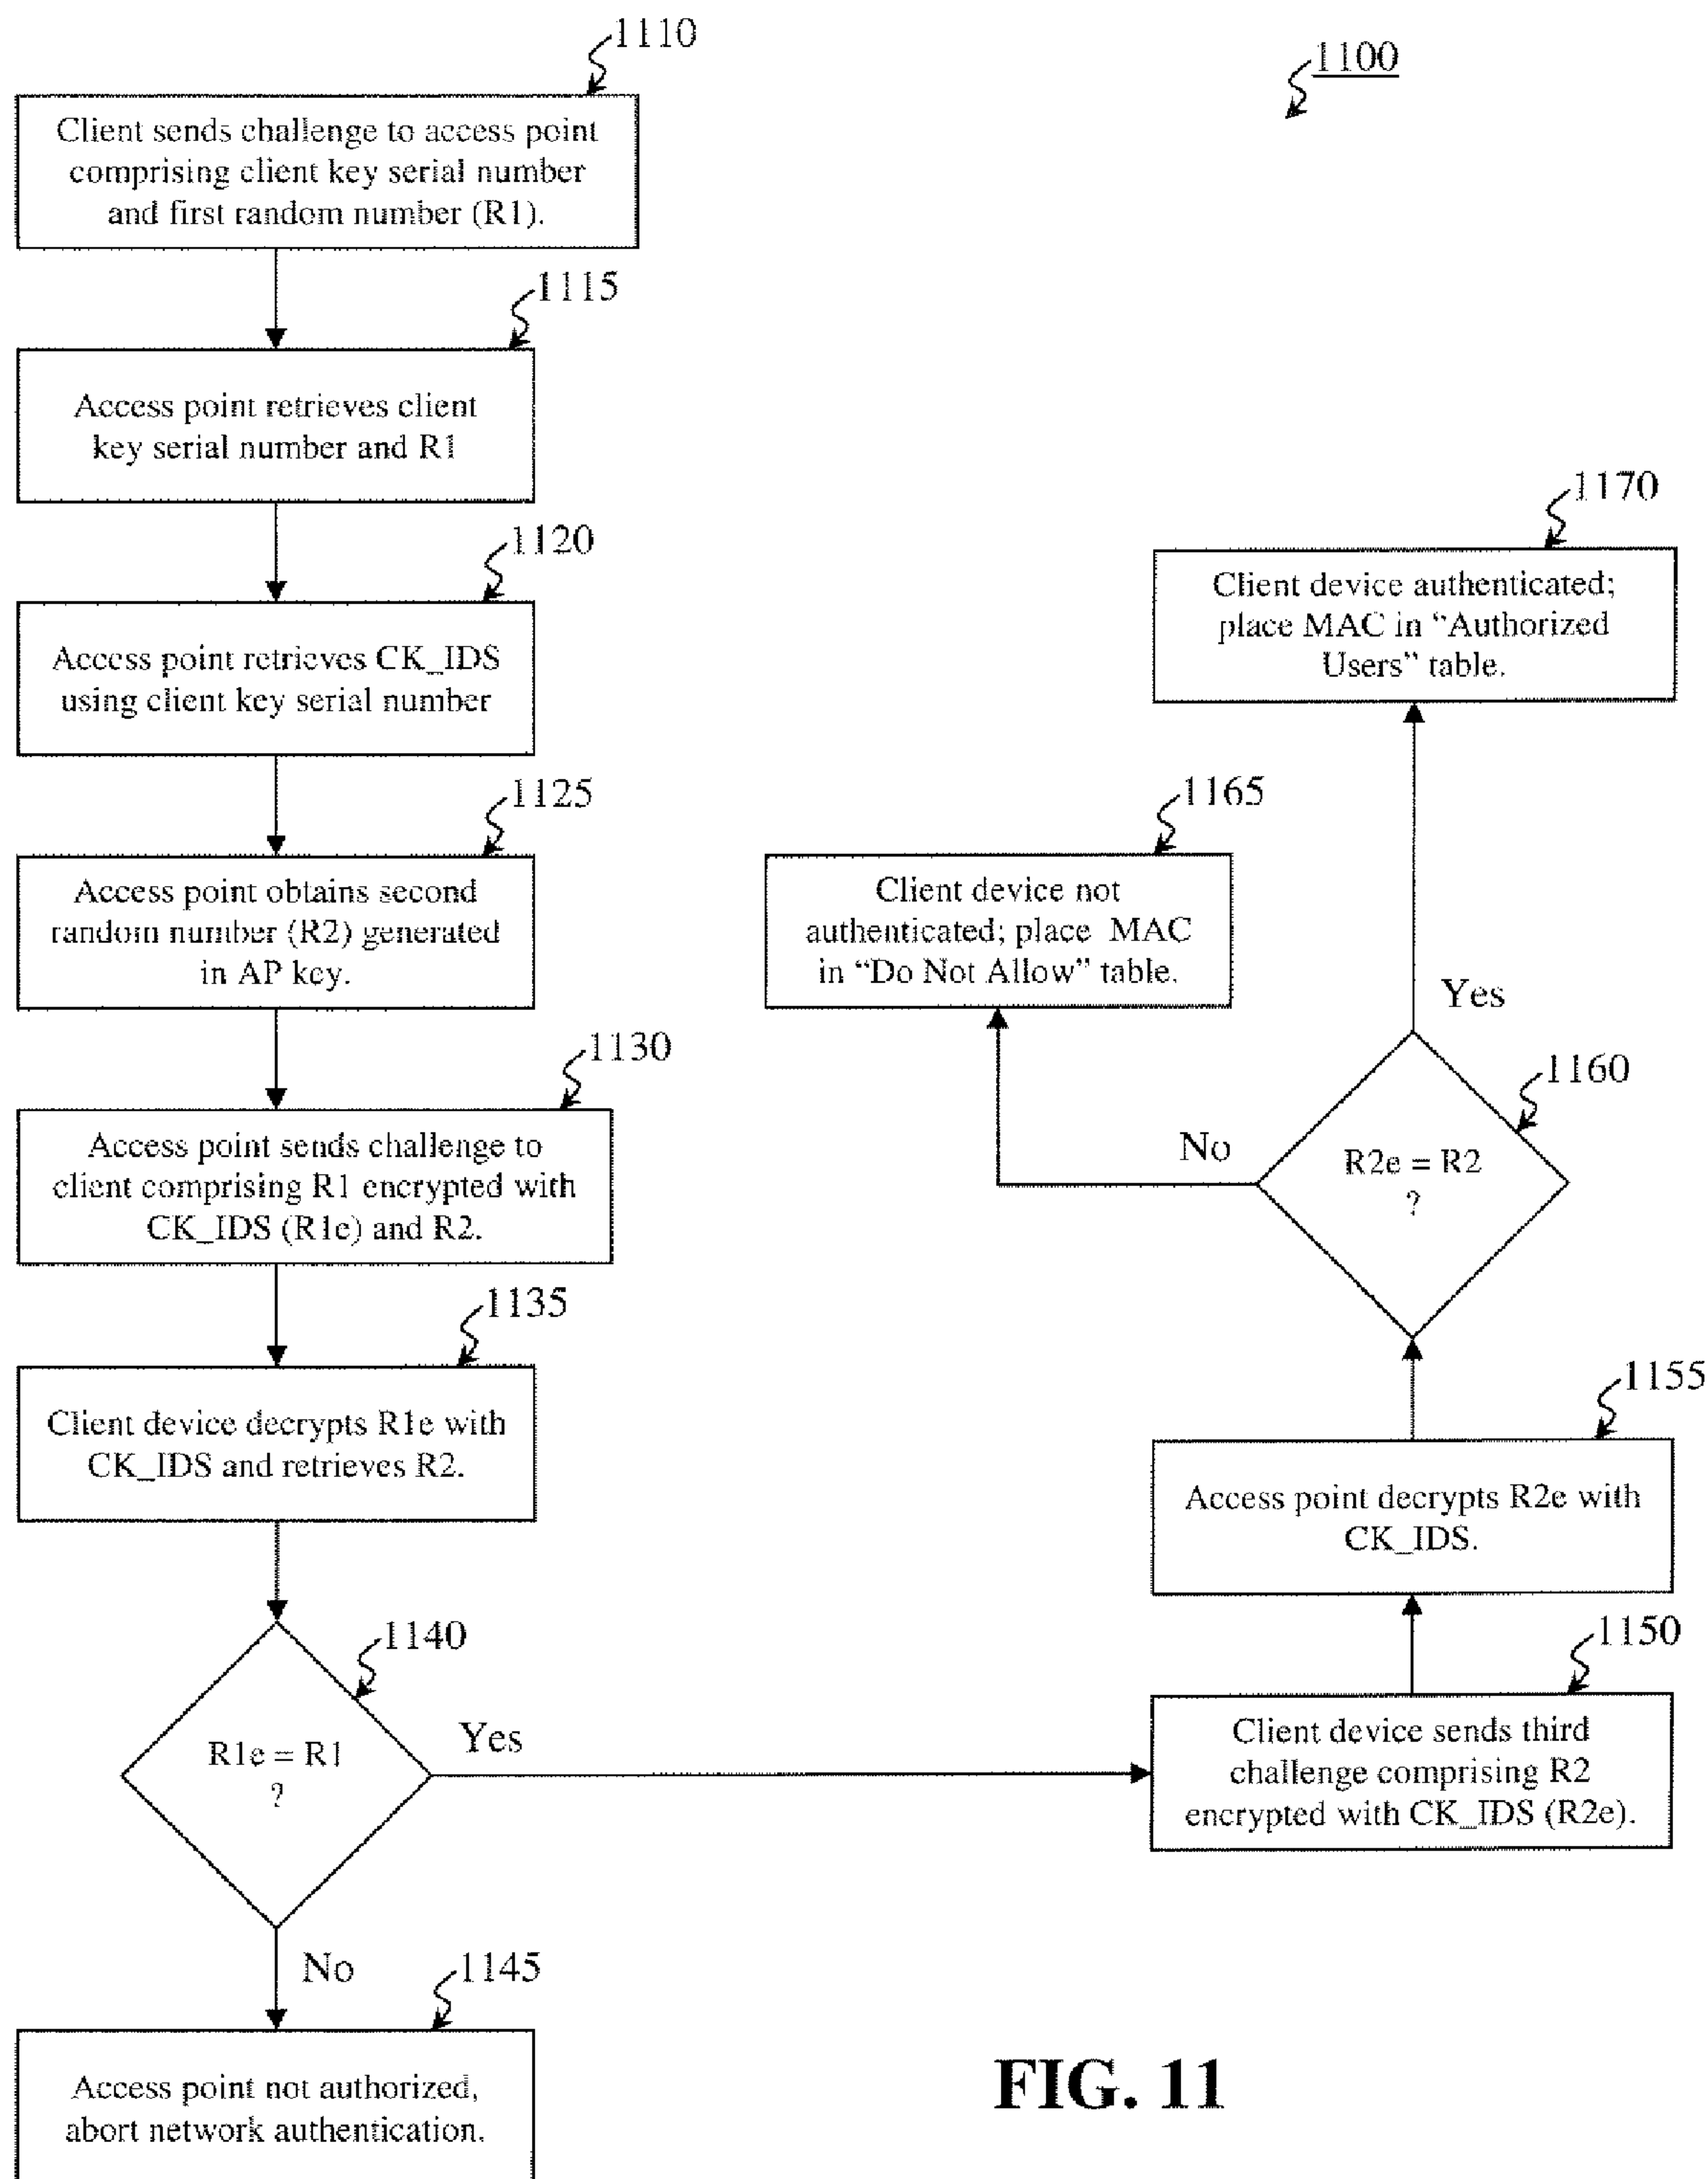 1110
1100
Client sends challenge to access point
comprising client key serial number
and first random number (R1).
1115
Access point retrieves client
key serial number and R1
1120
Access point retrieves CK_IDS
using client key serial number
1125
Access point obtains second
random number (R2) generated
in AP key.
1130
Access point sends challenge to
client comprising R1 encrypted with
CK_IDS (R1e) and R2.
1135
Client device decrypts R1e with
CK_IDS and retrieves R2.
1140
R1e = R1
?
Yes
No
1145
Access point not authorized,
abort network authentication.
1150
Client device sends third
challenge comprising R2
encrypted with CK_IDS (R2e).
1155
Access point decrypts R2e with
CK_IDS.
1160
R2e = R2
?
No
Yes
1165
Client device not
authenticated; place MAC
in “Do Not Allow” table.
1170
Client device authenticated;
place MAC in “Authorized
Users” table.
FIG. 11